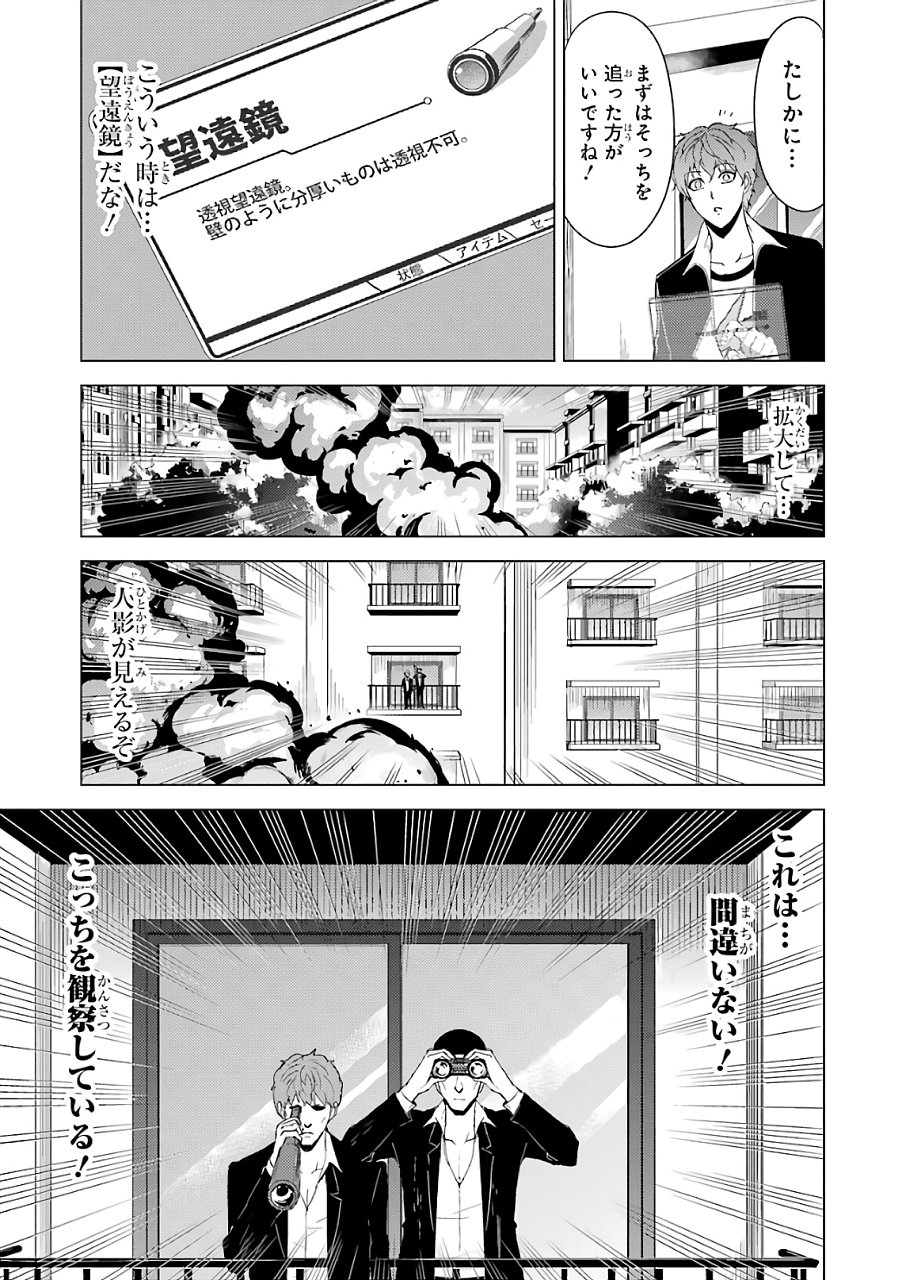 たしかに…
まずはそっちを
追った方が
いいですね!
望遠鏡
透視望遠鏡。
壁のように分厚いものは透視不可。
状態
アイテム
セー
こういう時は…
【望遠鏡】だな!
拡大して…
人影が見えるぞ
これは…
間違いない!
こっちを観察している!